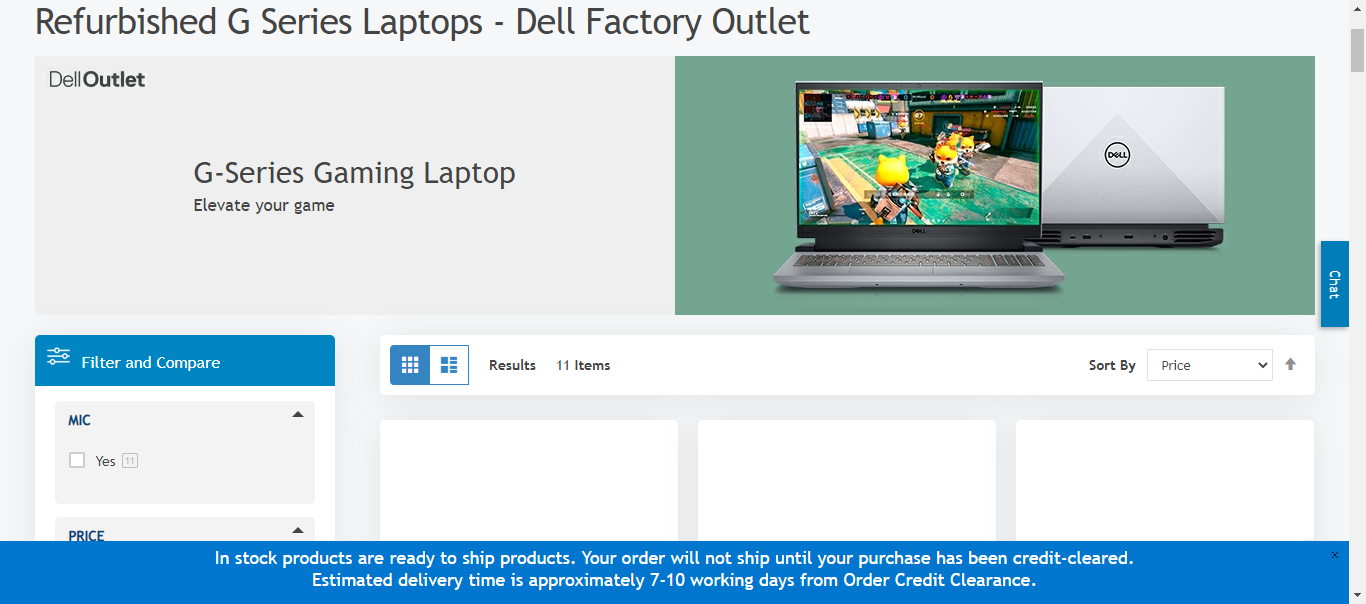 Refurbished G Series Laptops - Dell Factory Outlet
DellOutlet
G-Series Gaming Laptop
Elevate your game
DELL
DELL
Chat
Filter and Compare
Results 11 Items
Sort By Price
MIC
Yes 11
PRICE
In stock products are ready to ship products. Your order will not ship until your purchase has been credit-cleared.
Estimated delivery time is approximately 7-10 working days from Order Credit Clearance.